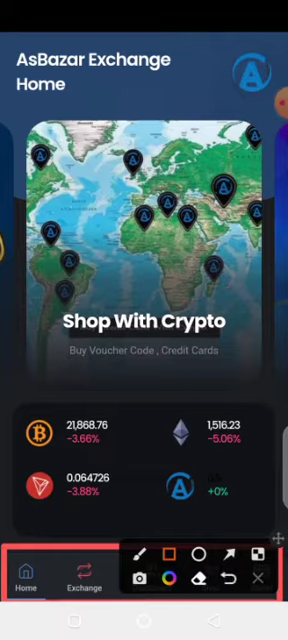 AsBazar Exchange
Home
Shop With Crypto
Buy Voucher Code , Credit Cards
21,868.76
-3.66%
1,516.23
-5.06%
0.064726
-3.88%
+0%
Home
Exchange